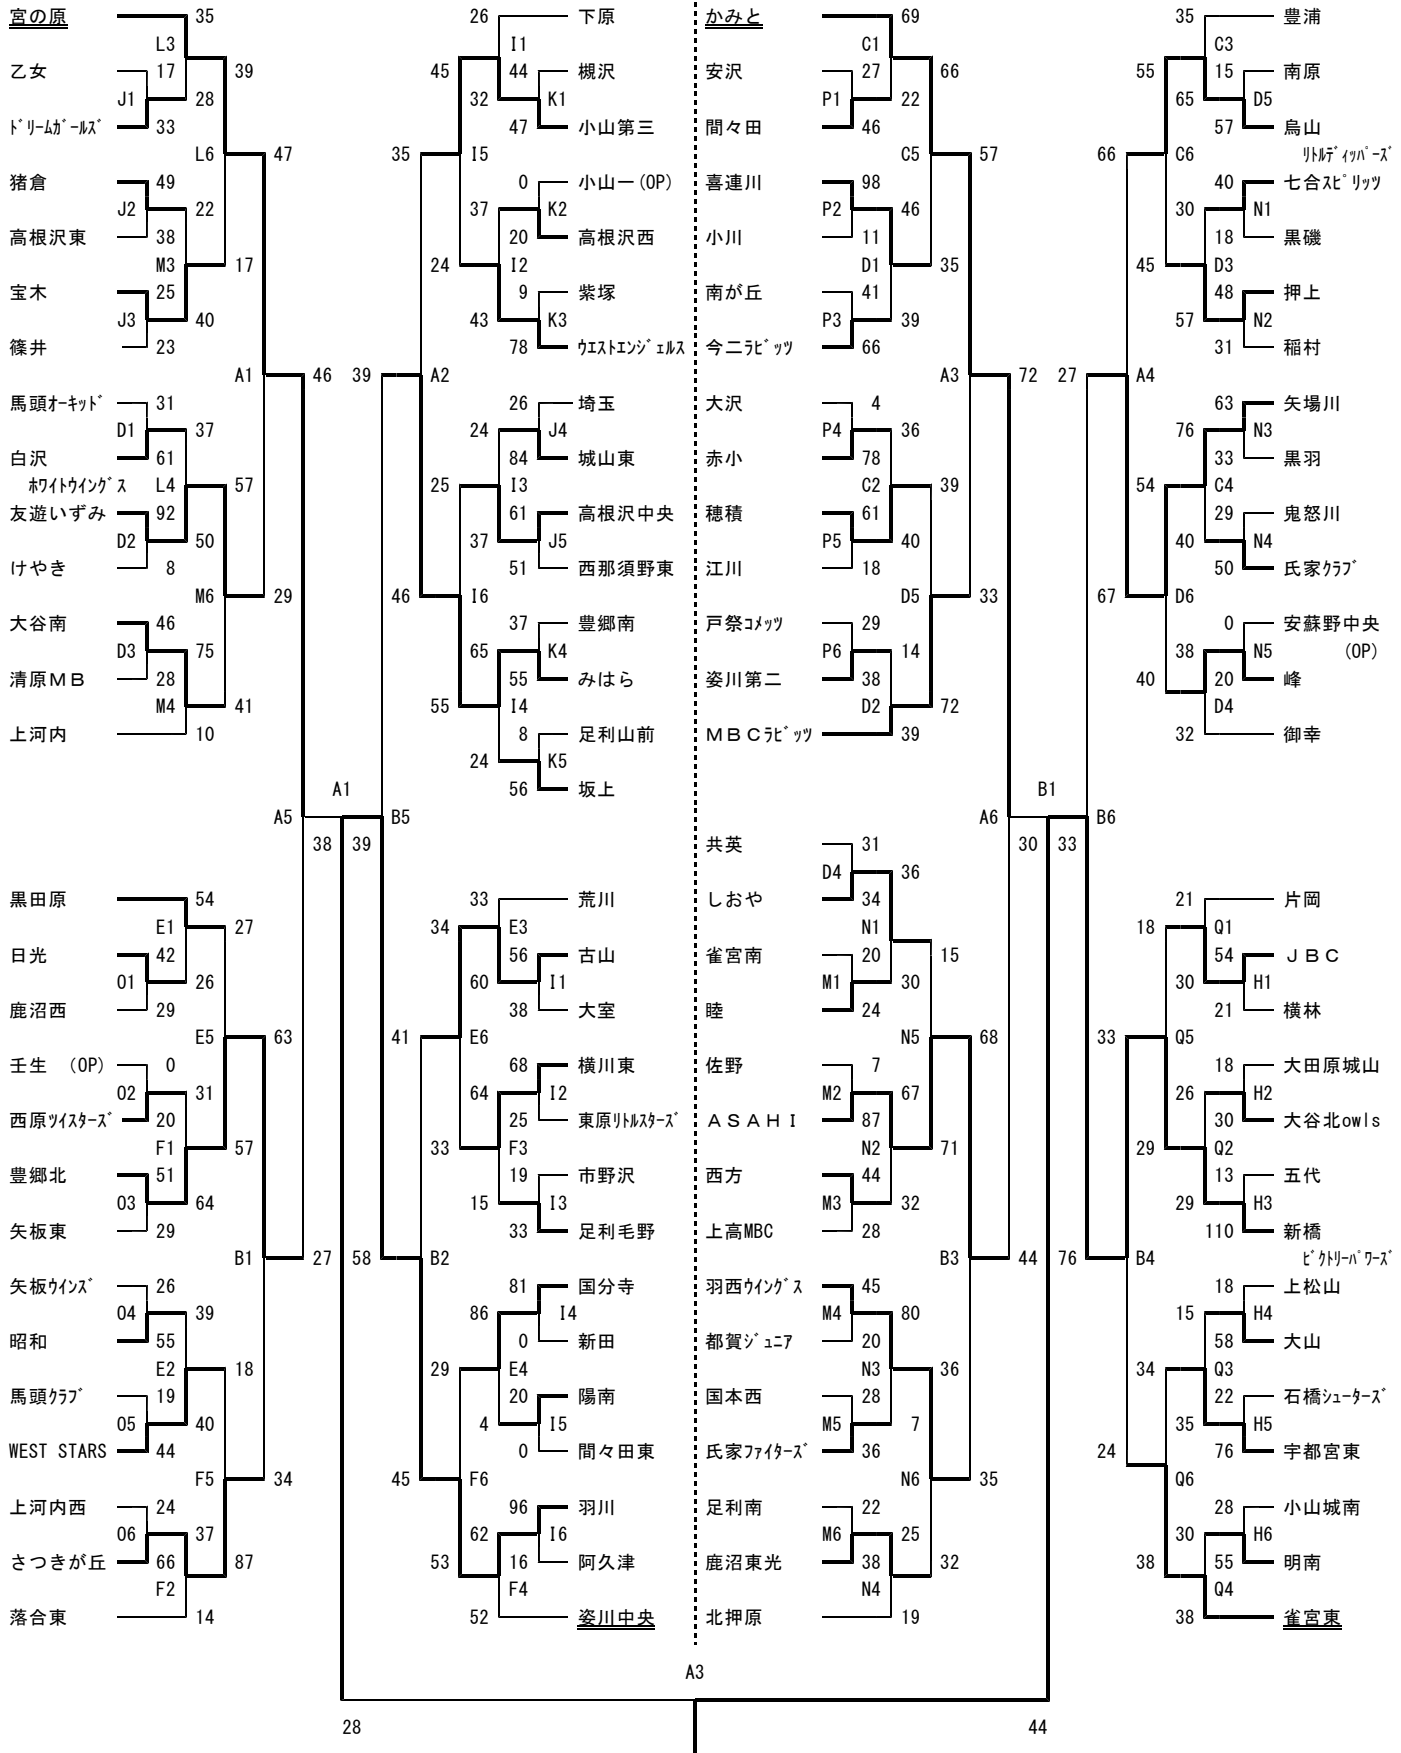 宮の原 35 26 下原 かみと 69 35 豊浦
L3 I1 C1 C3
乙女 17 39 45 44 槻沢 安沢 27 66 55 15 南原
J1 28 32 K1 P1 22 65 D5
ドリームガールズ 33 47 小山第三 間々田 46 57 烏山
L6 47 35 I5 C5 57 66 C6 リトルディッパーズ
猪倉 49 0 小山一(OP) 喜連川 98 40 七合スピリッツ
J2 22 37 K2 P2 46 30 N1
高根沢東 38 20 高根沢西 小川 11 18 黒磯
M3 17 24 I2 D1 35 45 D3
宝木 25 9 紫塚 南が丘 41 48 押上
J3 40 43 K3 P3 39 57 N2
篠井 23 78 ウエストエンジェルス 今二ラビッツ 66 31 稲村
A1 46 39 A2 A3 72 27 A4
馬頭オーキッド 31 26 埼玉 大沢 4 63 矢場川
D1 37 24 J4 P4 36 76 N3
白沢 61 84 城山東 赤小 78 33 黒羽
ホワイトウイングス L4 57 25 I3 C2 39 54 C4
友遊いずみ 92 61 高根沢中央 穂積 61 29 鬼怒川
D2 50 37 J5 P5 40 40 N4
けやき 8 51 西那須野東 江川 18 50 氏家クラブ
M6 29 46 I6 D5 33 67 D6
大谷南 46 37 豊郷南 戸祭コメッツ 29 0 安蘇野中央
D3 75 65 K4 P6 14 38 N5 (OP)
清原MB 28 55 みはら 姿川第二 38 40 20 峰
M4 41 55 I4 D2 72 D4
上河内 10 8 足利山前 MBCラビッツ 39 32 御幸
24 K5
A1 56 坂上 B1
A5 B5 A6 B6
38 39 共英 31 30 33
D4 36
黒田原 54 33 荒川 しおや 34 21 片岡
E1 27 34 E3 N1 18 Q1
日光 42 56 古山 雀宮南 20 15 54 JBC
O1 26 60 I1 M1 30 30 H1
鹿沼西 29 38 大室 睦 24 21 横林
E5 63 41 E6 N5 68 33 Q5
壬生 (OP) 0 68 横川東 佐野 7 18 大田原城山
O2 31 64 I2 M2 67 26 H2
西原ツイスターズ 20 25 東原リトルスターズ ASAHI 87 30 大谷北owls
F1 57 33 F3 N2 71 29 Q2
豊郷北 51 19 市野沢 西方 44 13 五代
O3 64 15 I3 M3 32 29 H3
矢板東 29 33 足利毛野 上高MBC 28 110 新橋
B1 27 58 B2 B3 44 76 B4 ビクトリーパワーズ
矢板ウインズ 26 81 国分寺 羽西ウイングス 45 18 上松山
O4 39 86 I4 M4 80 15 H4
昭和 55 0 新田 都賀ジュニア 20 58 大山
E2 18 29 E4 N3 36 34 Q3
馬頭クラブ 19 20 陽南 国本西 28 22 石橋シューターズ
O5 40 4 I5 M5 7 35 H5
WEST STARS 44 0 間々田東 氏家ファイターズ 36 24 76 宇都宮東
F5 34 45 F6 N6 35 Q6
上河内西 24 96 羽川 足利南 22 28 小山城南
O6 37 62 I6 M6 25 30 H6
さつきが丘 66 87 53 16 阿久津 鹿沼東光 38 32 38 55 明南
F2 F4 N4 Q4
落合東 14 52 姿川中央 北押原 19 38 雀宮東
A3
28 44